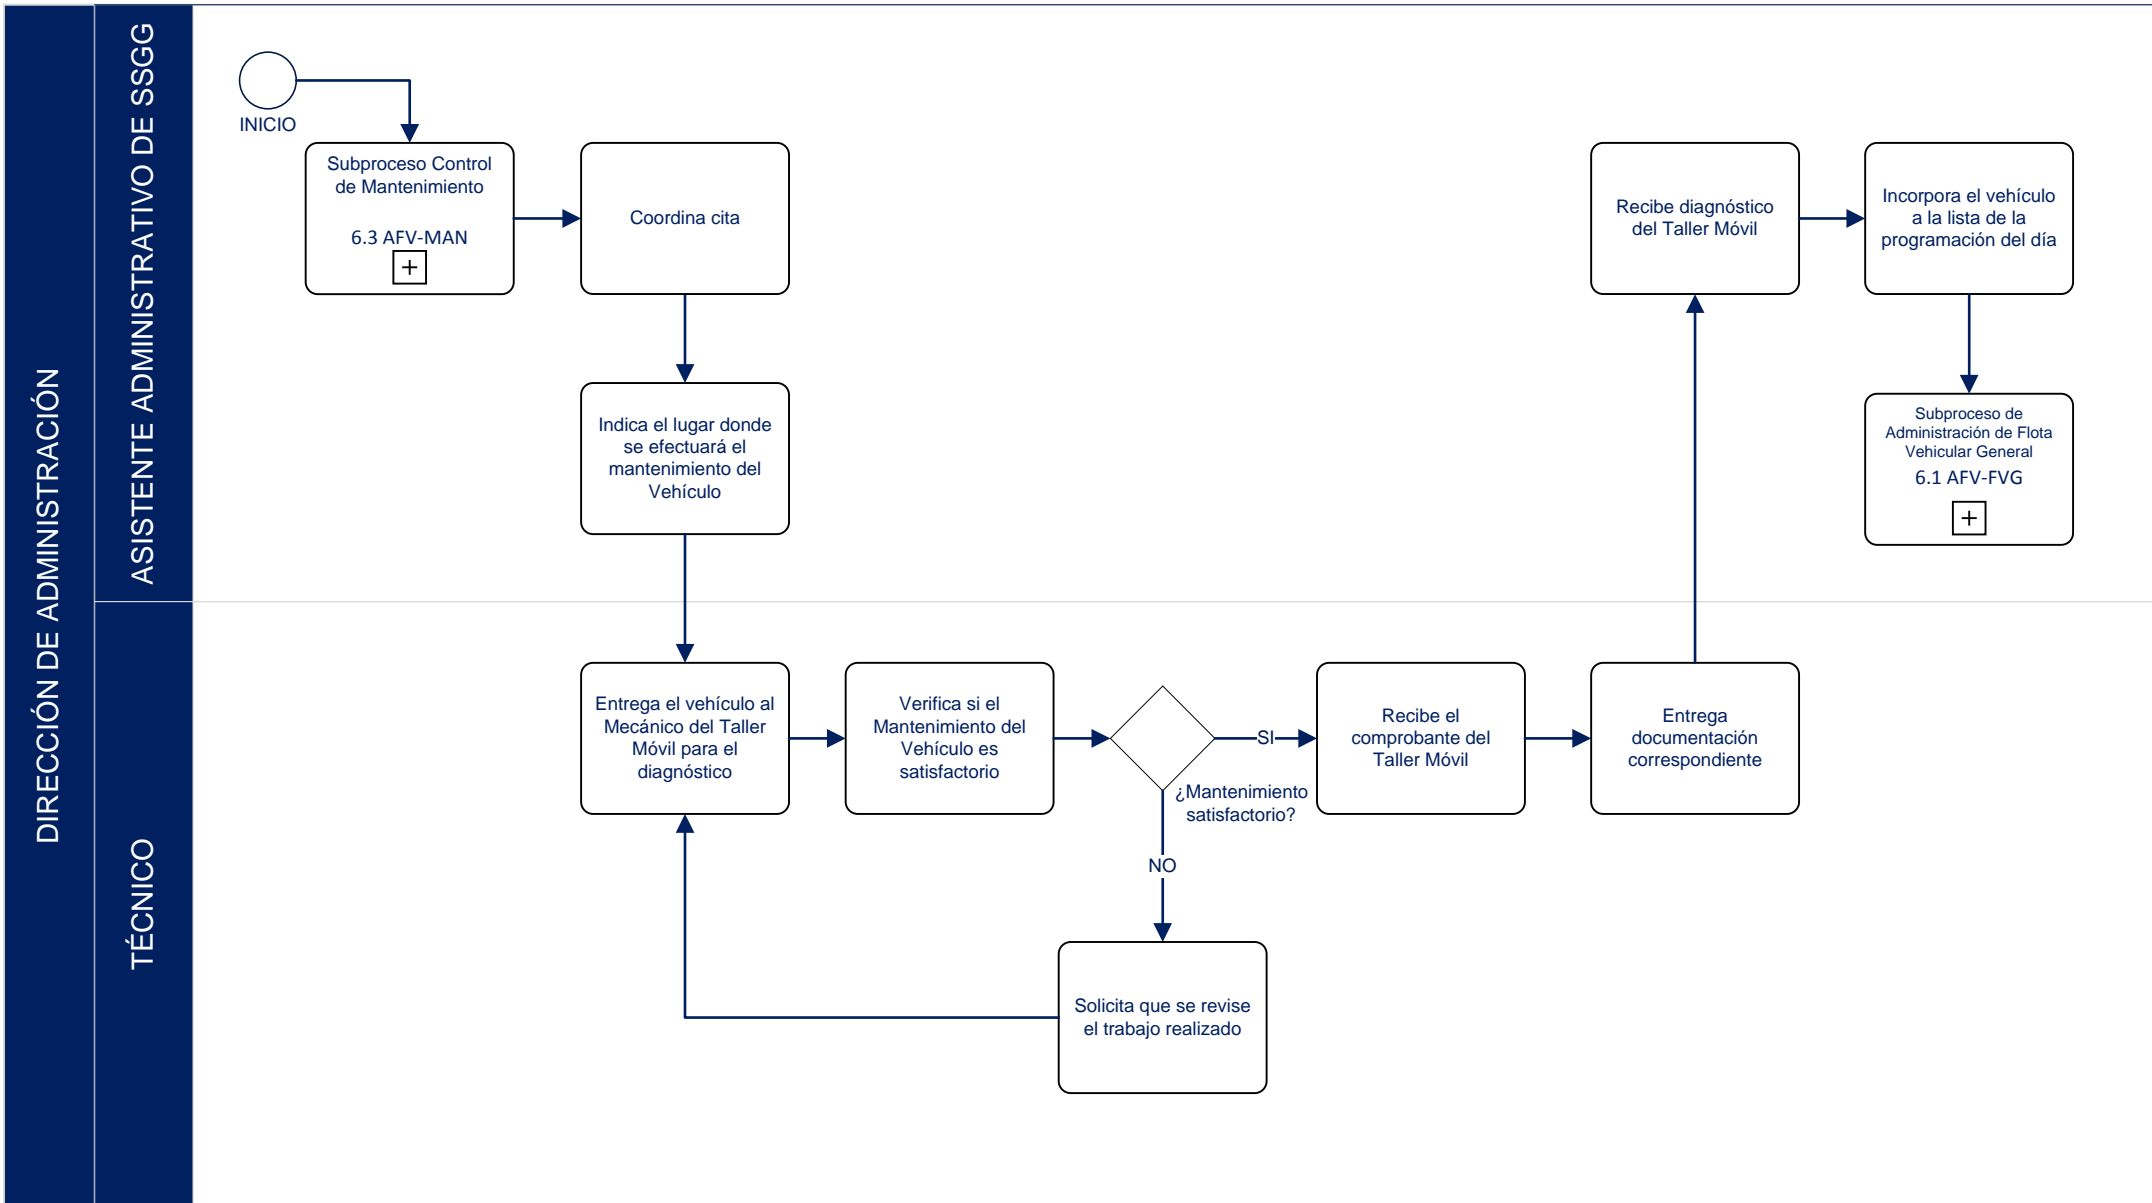 DIRECCIÓN DE ADMINISTRACIÓN
ASISTENTE ADMINISTRATIVO DE SSGG
INICIO
Subproceso Control
de Mantenimiento
6.3 AFV-MAN
Coordina cita
Indica el lugar donde
se efectuará el
mantenimiento del
Vehículo
Recibe diagnóstico
del Taller Móvil
Incorpora el vehículo
a la lista de la
programación del día
Subproceso de
Administración de Flota
Vehicular General
6.1 AFV-FVG
TÉCNICO
Entrega el vehículo al
Mecánico del Taller
Móvil para el
diagnóstico
Verifica si el
Mantenimiento del
Vehículo es
satisfactorio
¿Mantenimiento
satisfactorio?
SI
NO
Recibe el
comprobante del
Taller Móvil
Entrega
documentación
correspondiente
Solicita que se revise
el trabajo realizado